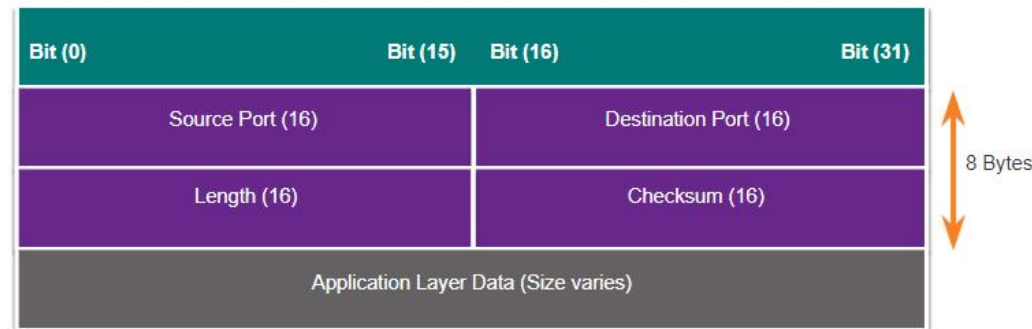 Bit (0) Bit (15) Bit (16) Bit (31)
Source Port (16) Destination Port (16)
8 Bytes
Length (16) Checksum (16)
Application Layer Data (Size varies)